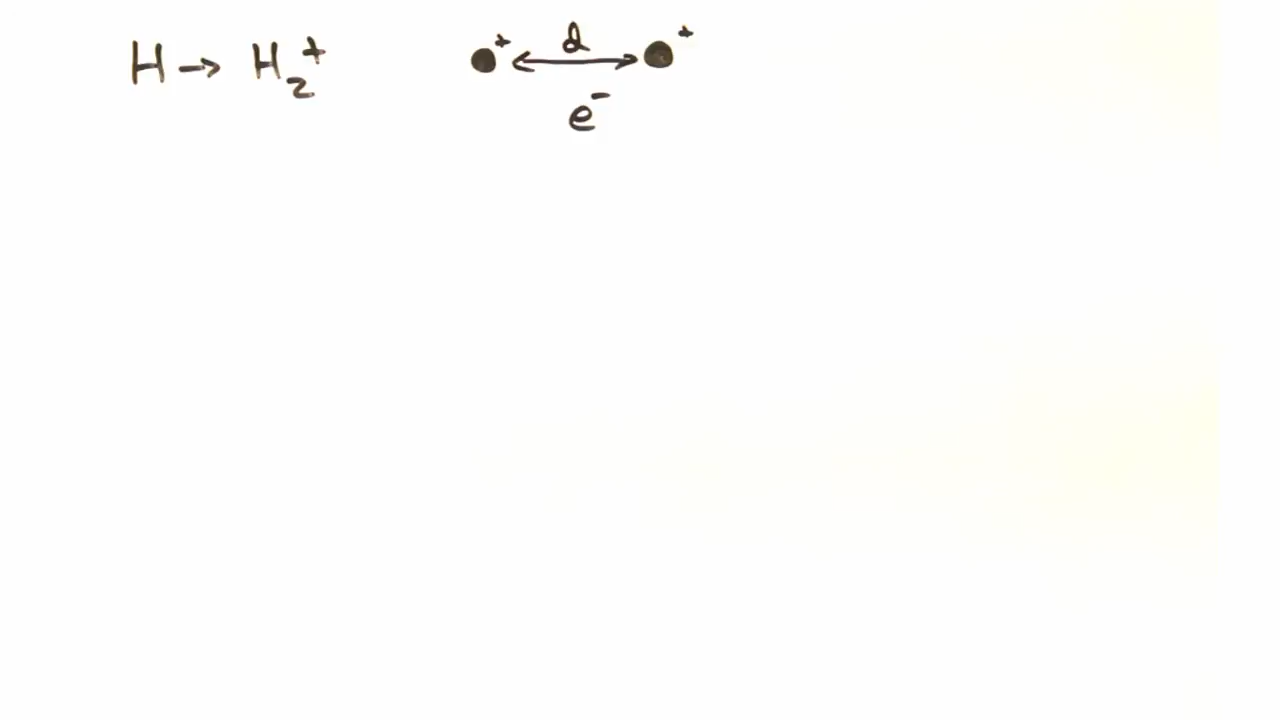 H → H₂⁺
+ d +
e⁻